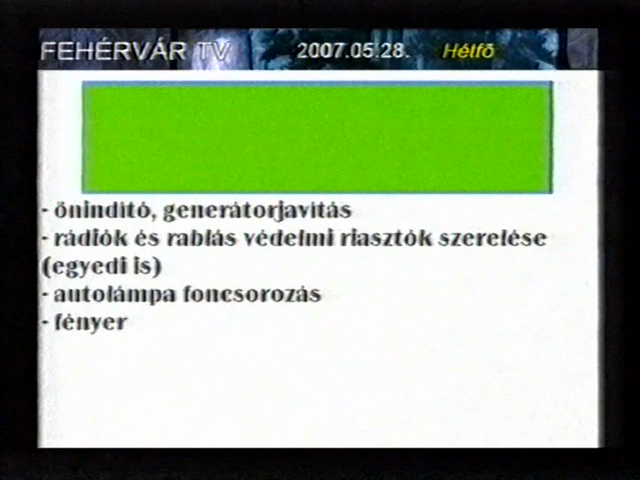 FEHÉRVÁR TV 2007.05.28. Hétfő
- önindító, generátorjavítás
- rádiók és rablás védelmi riasztók szerelése
(egyedi is)
- autolámpa foncsorozás
- fényer